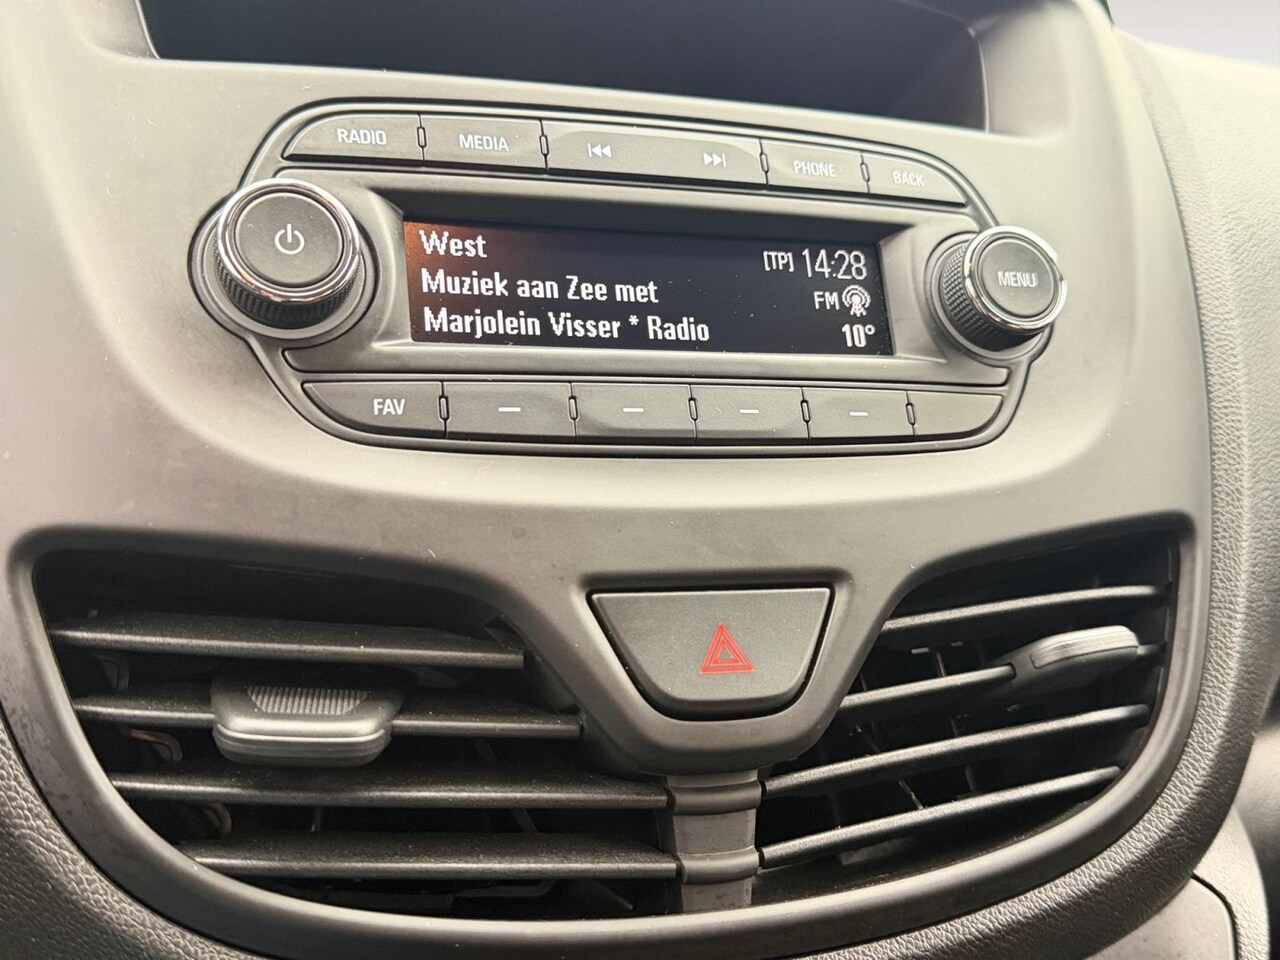 RADIO MEDIA PHONE BACK
West
[TP] 14:28
Muziek aan Zee met
FM
Marjolein Visser * Radio
10°
MENU
FAV